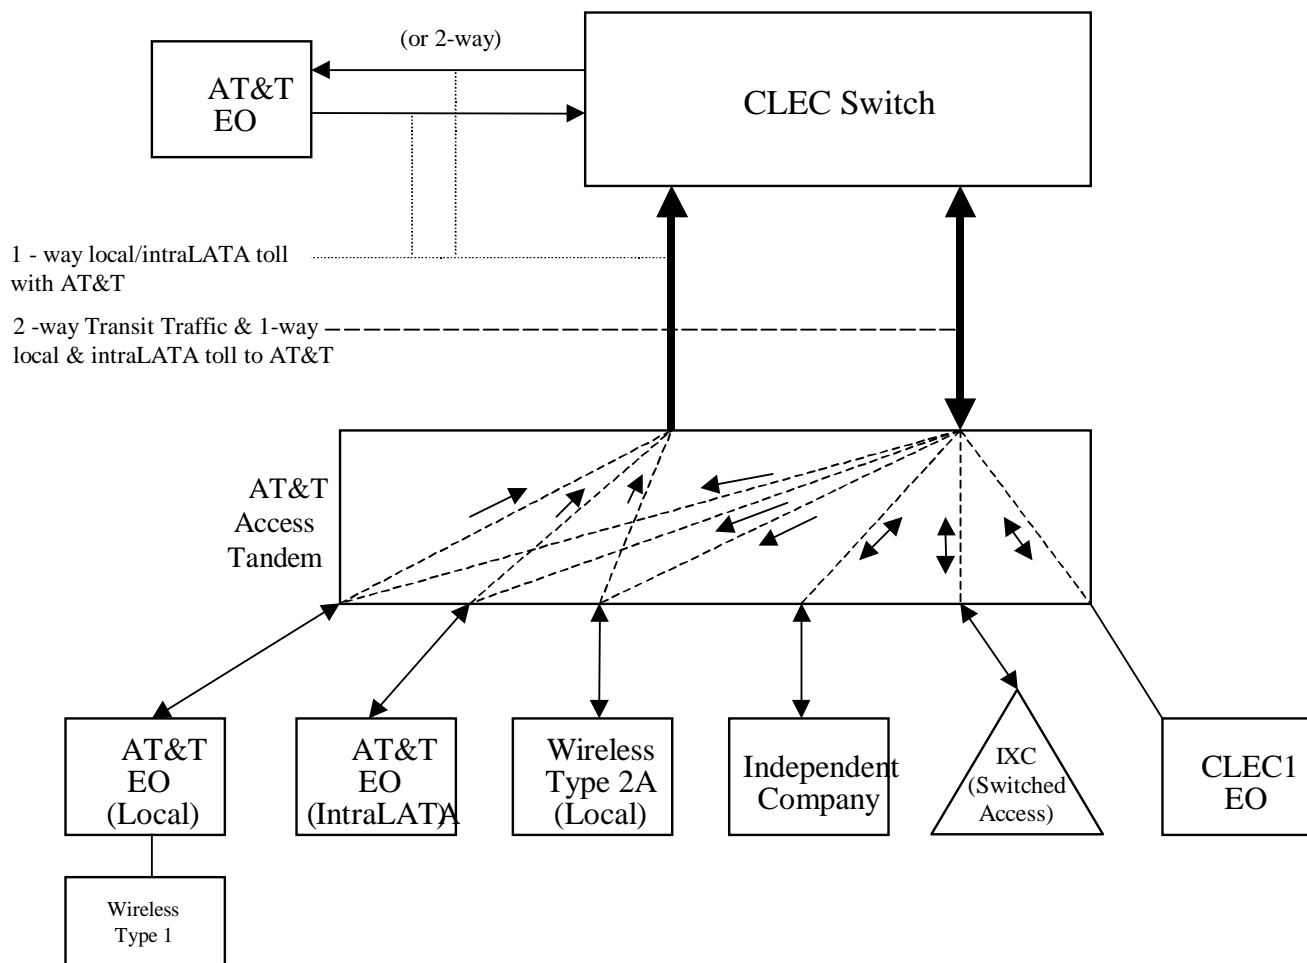 (or 2-way)
AT&T
EO
CLEC Switch
1 - way local/intraLATA toll
with AT&T
2 -way Transit Traffic & 1-way
local & intraLATA toll to AT&T
AT&T
Access
Tandem
AT&T
EO
(Local)
AT&T
EO
(IntraLAT)A
Wireless
Type 2A
(Local)
Independent
Company
IXC
(Switched
Access)
CLEC1
EO
Wireless
Type 1